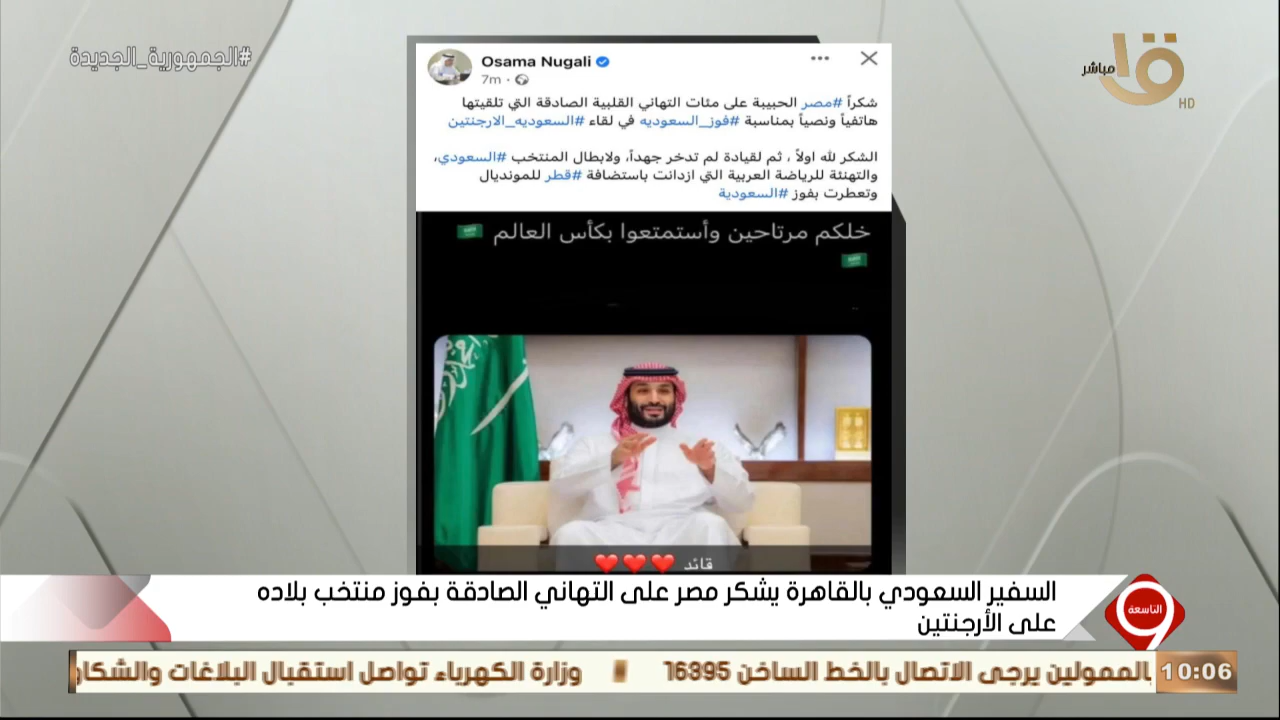 #الجمهورية_الجديدة
مباشر
HD
Osama Nugali
7m
شكراً #مصر الحبيبة على مئات التهاني القلبية الصادقة التي تلقيتها
هاتفياً ونصياً بمناسبة #فوز_السعوديه في لقاء #السعوديه_الارجنتين
الشكر لله اولاً ، ثم لقيادة لم تدخر جهداً، ولابطال المنتخب #السعودي،
والتهنئة للرياضة العربية التي ازدانت باستضافة #قطر للمونديال
وتعطرت بفوز #السعودية
خلكم مرتاحين وأستمتعوا بكأس العالم
قائد
السفير السعودي بالقاهرة يشكر مصر على التهاني الصادقة بفوز منتخب بلاده
على الأرجنتين
التاسعة
10:06
بالممولين يرجى الاتصال بالخط الساخن 16395 وزارة الكهرباء تواصل استقبال البلاغات والشكاو